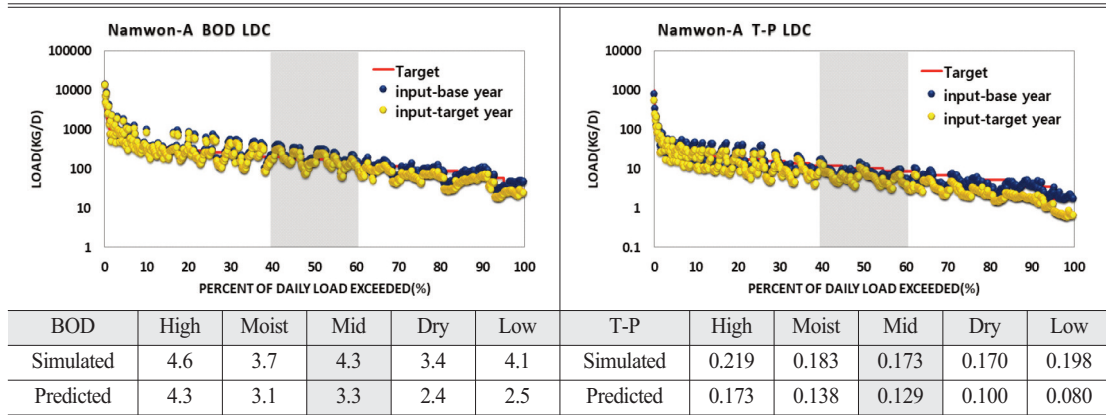 Namwon-A BOD LDC
100000
10000
1000
100
10
1
LOAD(KG/D)
Target
input-base year
input-target year
0 10 20 30 40 50 60 70 80 90 100
PERCENT OF DAILY LOAD EXCEEDED(%)
Namwon-A T-P LDC
10000
1000
100
10
1
0.1
LOAD(KG/D)
Target
input-base year
input-target year
0 10 20 30 40 50 60 70 80 90 100
PERCENT OF DAILY LOAD EXCEEDED(%)
BOD High Moist Mid Dry Low T-P High Moist Mid Dry Low
Simulated 4.6 3.7 4.3 3.4 4.1 Simulated 0.219 0.183 0.173 0.170 0.198
Predicted 4.3 3.1 3.3 2.4 2.5 Predicted 0.173 0.138 0.129 0.100 0.080